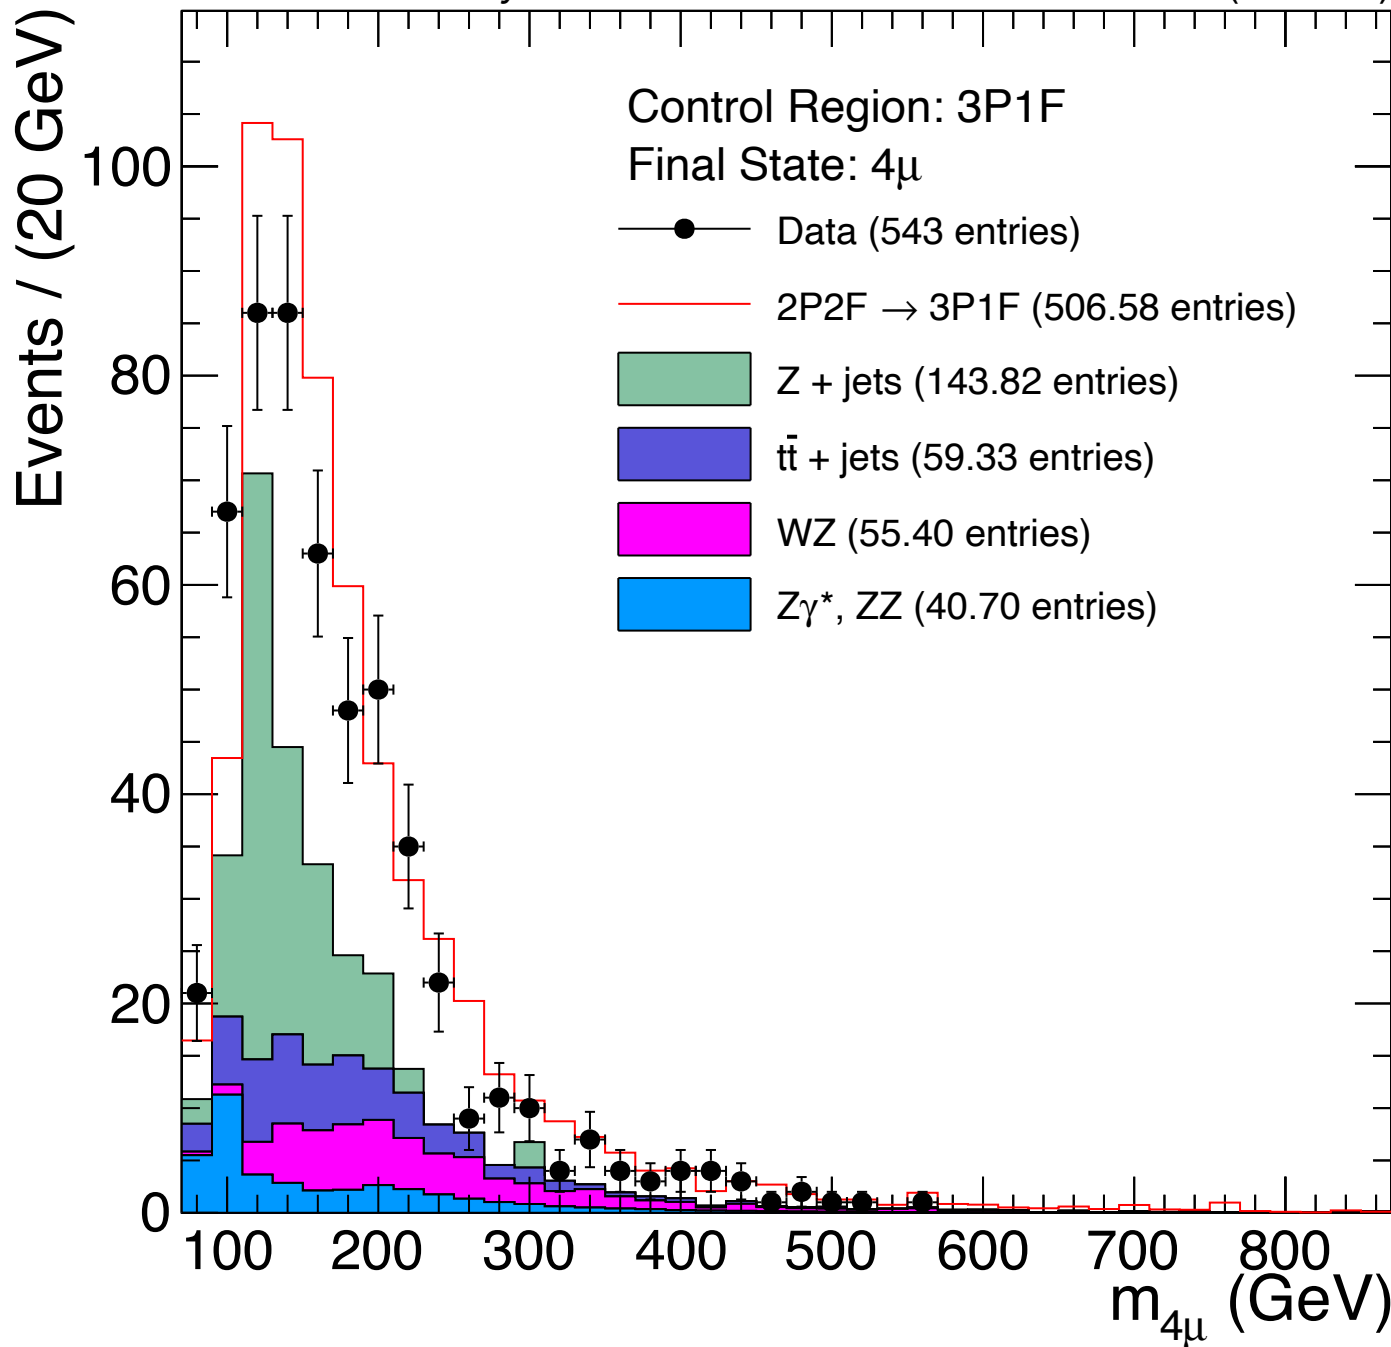 Events / (20 GeV)
100
80
60
40
20
0
Control Region: 3P1F
Final State: 4μ
Data (543 entries)
2P2F → 3P1F (506.58 entries)
Z + jets (143.82 entries)
tt̄ + jets (59.33 entries)
WZ (55.40 entries)
Zγ*, ZZ (40.70 entries)
100 200 300 400 500 600 700 800
m4μ (GeV)